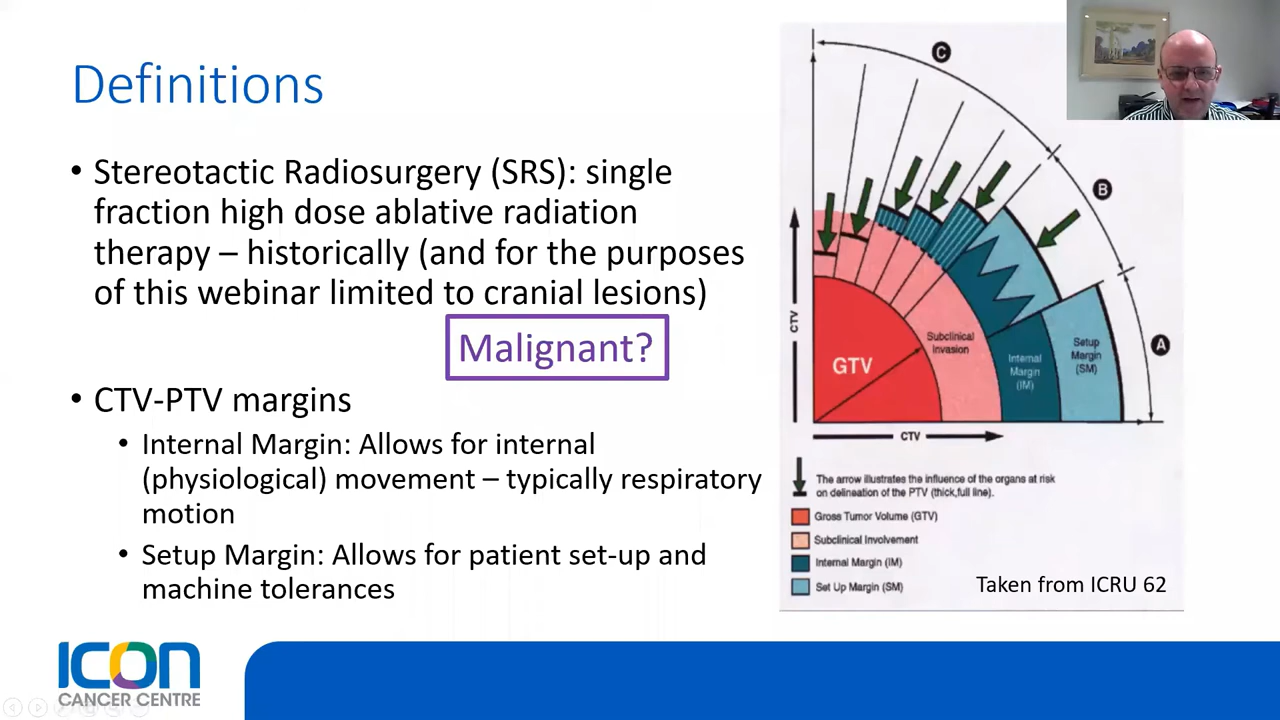 Definitions
• Stereotactic Radiosurgery (SRS): single
fraction high dose ablative radiation
therapy – historically (and for the purposes
of this webinar limited to cranial lesions)
Malignant?
• CTV-PTV margins
• Internal Margin: Allows for internal
(physiological) movement – typically respiratory
motion
• Setup Margin: Allows for patient set-up and
machine tolerances
C
B
A
CTV
GTV
Subclinical
Invasion
Internal
Margin
(IM)
Setup
Margin
(SM)
CTV
The arrow illustrates the influence of the organs at risk
on delineation of the PTV (thick,full line).
Gross Tumor Volume (GTV)
Subclinical Involvement
Internal Margin (IM)
Set Up Margin (SM)
Taken from ICRU 62
ICON
CANCER CENTRE